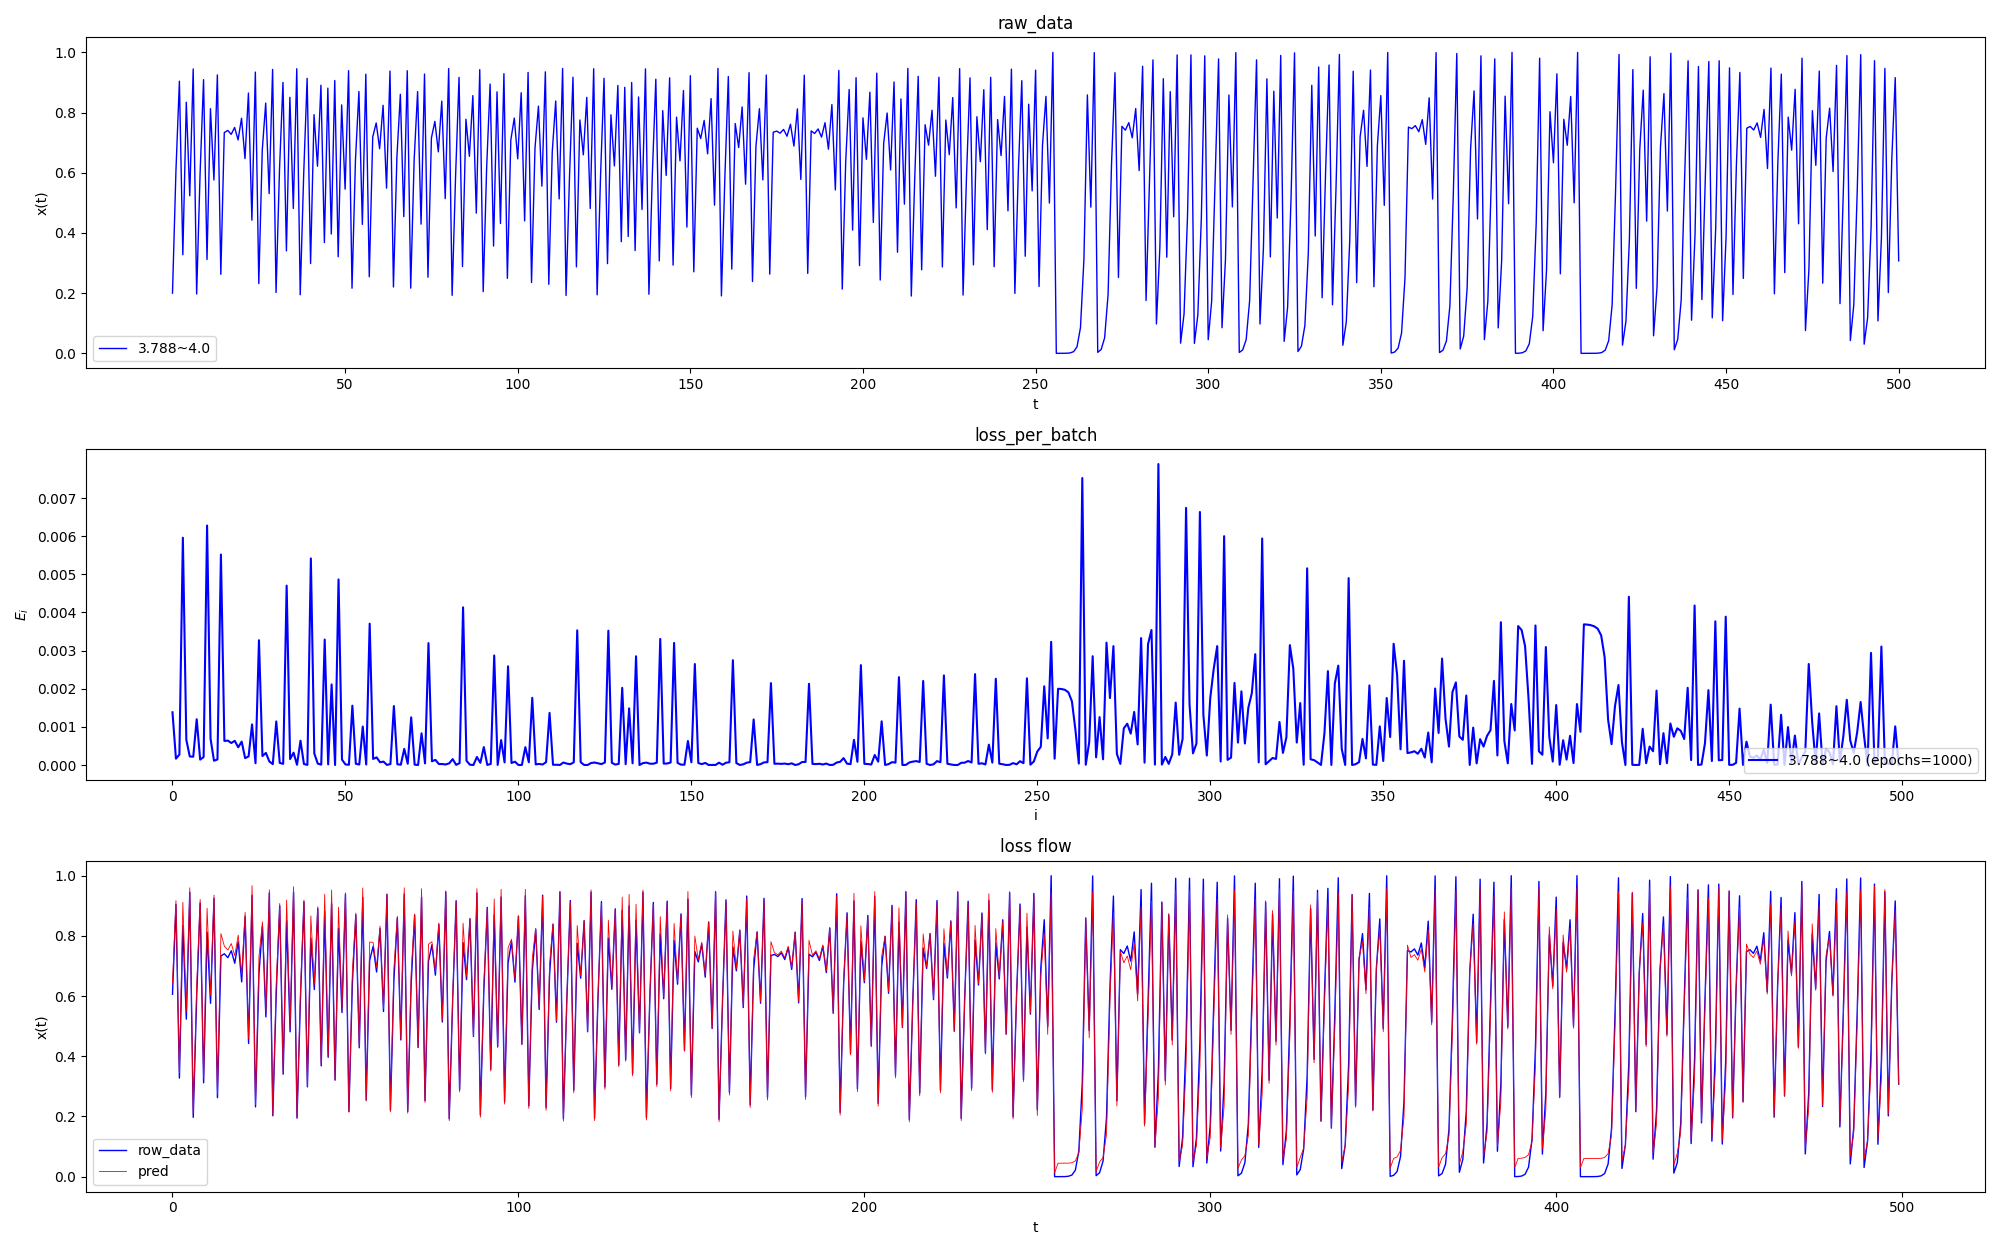 raw_data
1.0
0.8
0.6
0.4
0.2
0.0
x(t)
3.788~4.0
50 100 150 200 250 300 350 400 450 500
t
loss_per_batch
0.007
0.006
0.005
0.004
0.003
0.002
0.001
0.000
E_i
3.788~4.0 (epochs=1000)
0 50 100 150 200 250 300 350 400 450 500
i
loss flow
1.0
0.8
0.6
0.4
0.2
0.0
x(t)
row_data
pred
0 100 200 300 400 500
t